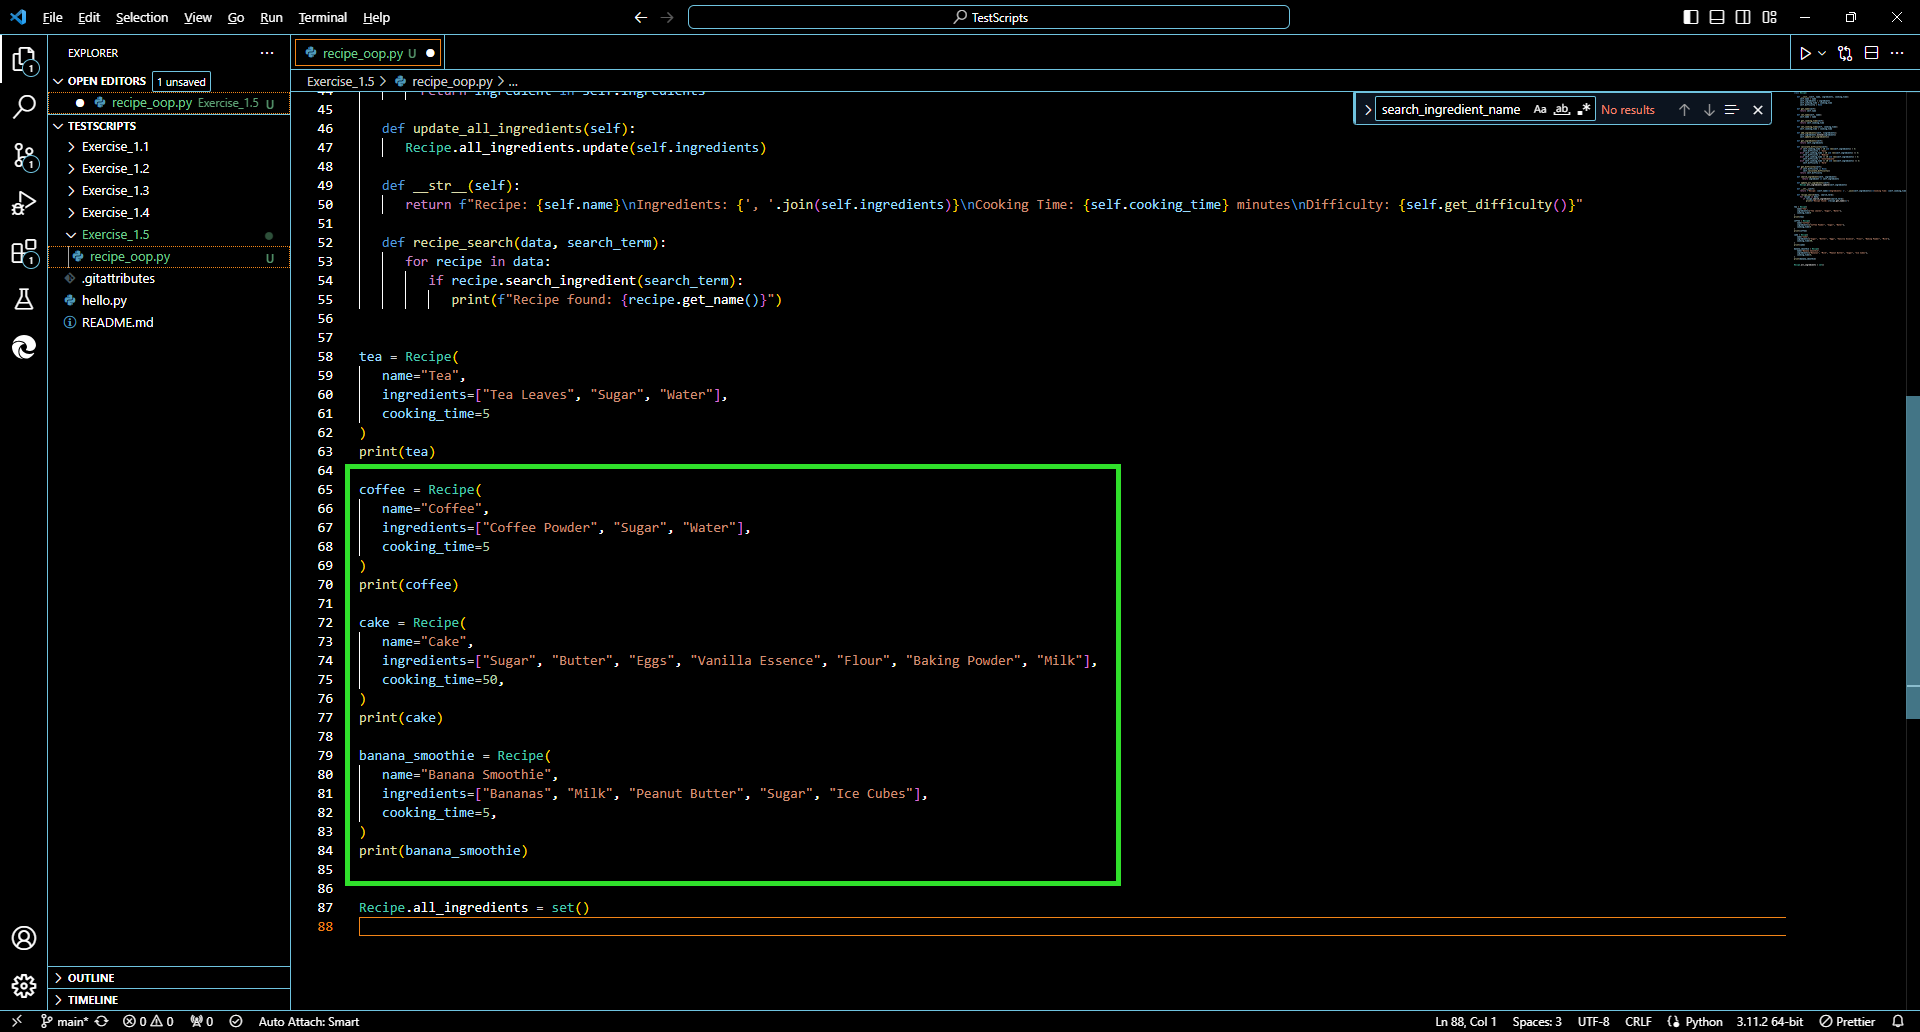 File Edit Selection View Go Run Terminal Help
TestScripts
EXPLORER
OPEN EDITORS 1 unsaved
recipe_oop.py Exercise_1.5 U
TESTSCRIPTS
Exercise_1.1
Exercise_1.2
Exercise_1.3
Exercise_1.4
Exercise_1.5
recipe_oop.py U
.gitattributes
hello.py
README.md
OUTLINE
TIMELINE
recipe_oop.py U
Exercise_1.5 > recipe_oop.py > ...
search_ingredient_name Aa ab No results
44 return ingredient in self.ingredients
45
46 def update_all_ingredients(self):
47 Recipe.all_ingredients.update(self.ingredients)
48
49 def __str__(self):
50 return f"Recipe: {self.name}\nIngredients: {', '.join(self.ingredients)}\nCooking Time: {self.cooking_time} minutes\nDifficulty: {self.get_difficulty()}"
51
52 def recipe_search(data, search_term):
53 for recipe in data:
54 if recipe.search_ingredient(search_term):
55 print(f"Recipe found: {recipe.get_name()}")
56
57
58 tea = Recipe(
59 name="Tea",
60 ingredients=["Tea Leaves", "Sugar", "Water"],
61 cooking_time=5
62 )
63 print(tea)
64
65 coffee = Recipe(
66 name="Coffee",
67 ingredients=["Coffee Powder", "Sugar", "Water"],
68 cooking_time=5
69 )
70 print(coffee)
71
72 cake = Recipe(
73 name="Cake",
74 ingredients=["Sugar", "Butter", "Eggs", "Vanilla Essence", "Flour", "Baking Powder", "Milk"],
75 cooking_time=50,
76 )
77 print(cake)
78
79 banana_smoothie = Recipe(
80 name="Banana Smoothie",
81 ingredients=["Bananas", "Milk", "Peanut Butter", "Sugar", "Ice Cubes"],
82 cooking_time=5,
83 )
84 print(banana_smoothie)
85
86
87 Recipe.all_ingredients = set()
88
main* 0 0 0 Auto Attach: Smart
Ln 88, Col 1 Spaces: 3 UTF-8 CRLF Python 3.11.2 64-bit Prettier